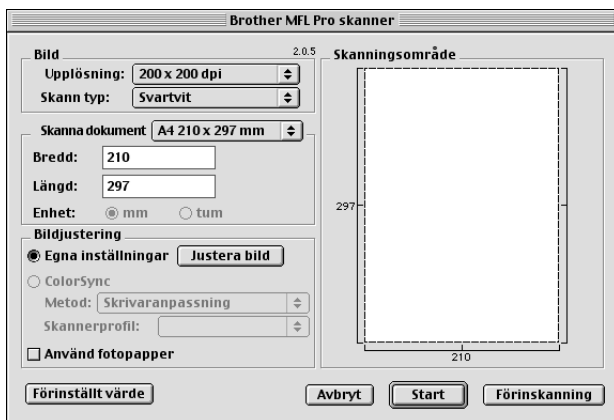 Brother MFL Pro skanner
Bild 2.0.5
Upplösning: 200 x 200 dpi
Skann typ: Svartvit
Skanna dokument A4 210 x 297 mm
Bredd: 210
Längd: 297
Enhet: mm tum
Bildjustering
Egna inställningar Justera bild
ColorSync
Metod: Skrivaranpassning
Skannerprofil:
Använd fotopapper
Förinställt värde
Skanningsområde
297
210
Avbryt Start Förinskanning